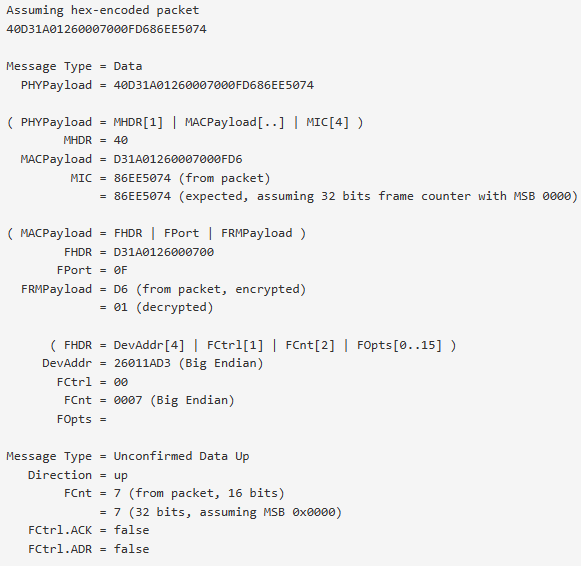 Assuming hex-encoded packet
40D31A01260007000FD686EE5074
Message Type = Data
PHYPayload = 40D31A01260007000FD686EE5074
( PHYPayload = MHDR[1] | MACPayload[..] | MIC[4] )
MHDR = 40
MACPayload = D31A01260007000FD6
MIC = 86EE5074 (from packet)
= 86EE5074 (expected, assuming 32 bits frame counter with MSB 0000)
( MACPayload = FHDR | FPort | FRMPayload )
FHDR = D31A0126000700
FPort = 0F
FRMPayload = D6 (from packet, encrypted)
= 01 (decrypted)
( FHDR = DevAddr[4] | FCtrl[1] | FCnt[2] | FOpts[0..15] )
DevAddr = 26011AD3 (Big Endian)
FCtrl = 00
FCnt = 0007 (Big Endian)
FOpts =
Message Type = Unconfirmed Data Up
Direction = up
FCnt = 7 (from packet, 16 bits)
= 7 (32 bits, assuming MSB 0x0000)
FCtrl.ACK = false
FCtrl.ADR = false